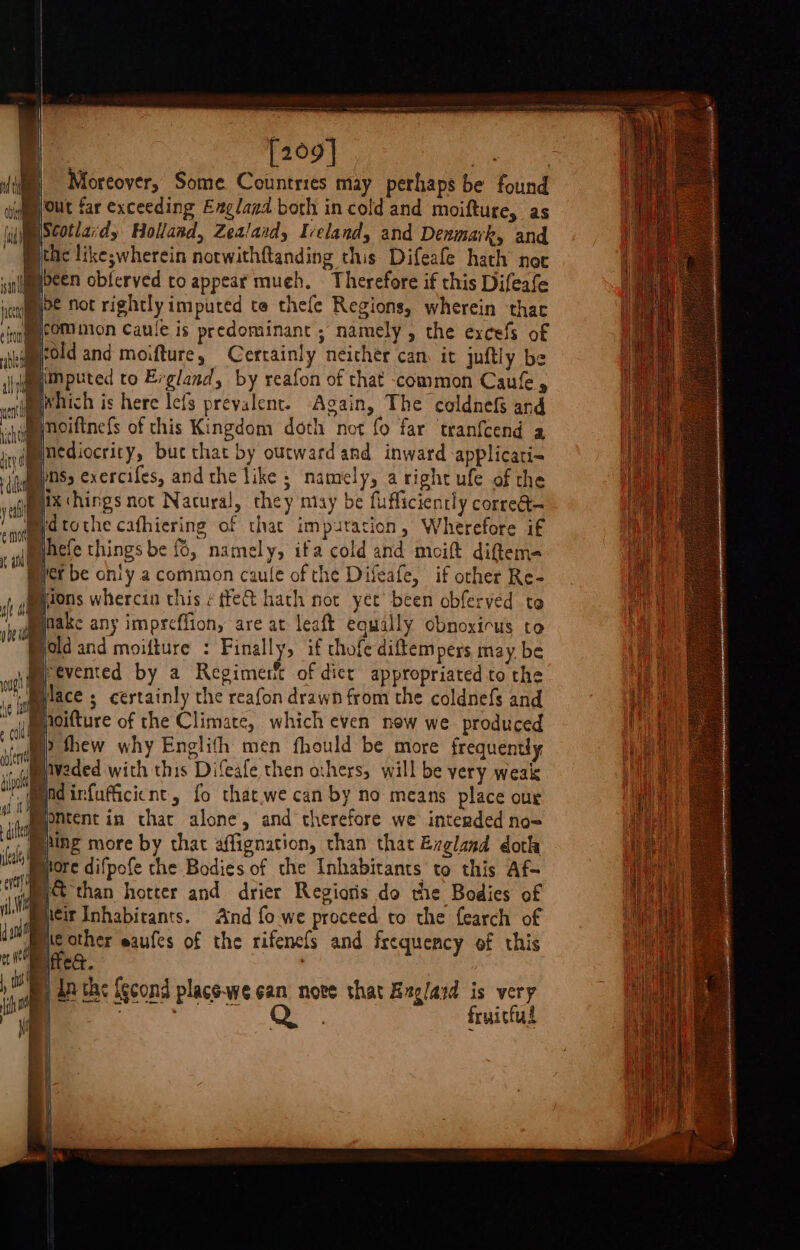 [209]
Moreover, Some Countries may perhaps be found
out far exceeding England both in cold and moiſture, as
Scotland, Holland, Zealand, Ireland, and Denmark, and
the like; wherein notwithſtanding this Diſeaſe hath not
been obſerved to appear much. Therefore if this Diſeaſe
be not rightly imputed to theſe Regions, wherein that
common Cauſe is predominant; namely, the exceſs of
cold and moiſture, Certainly neither can it juſtly be
imputed to England, by reaſon of that common Cauſe,
which is here leſs prevalent. Again, The coldneſs and
moiſtneſs of this Kingdom doth not ſo far tranſcend a
mediocrity, but that by outward and inward applicati-
ons, exerciſes, and the like; namely, a right uſe of the
ſix things not Natural, they may be ſufficiently correct-
ed to the caſhiering of that imputation, Wherefore if
theſe things be ſo, namely, if a cold and moiſt diſtem-
per be only a common cauſe of the Diſeaſe, if other Re-
gions wherein this effect hath not yet been obſerved to
make any impreſſion, are at leaſt equally obnoxious to
cold and moiſture : Finally, if thoſe diſtempers may be
prevented by a Regiment of diet appropriated to the
place ; certainly the reaſon drawn from the coldneſs and
moiſture of the Climate, which even now we produced
to ſhew why Engliſh men ſhould be more frequently
invaded with this Diſeaſe then others, will be very weak
and inſufficient, ſo that we can by no means place our
content in that alone, and therefore we intended no-
thing more by that aſſignation, than that England doth
more diſpoſe the Bodies of the Inhabitants to this Af-
fect than hotter and drier Regions do the Bodies of
their Inhabitants. And ſo we proceed to the ſearch of
the other cauſes of the rifeneſs and frequency of this
affect.
In the ſecond place we can note that England is very
Q fruitful